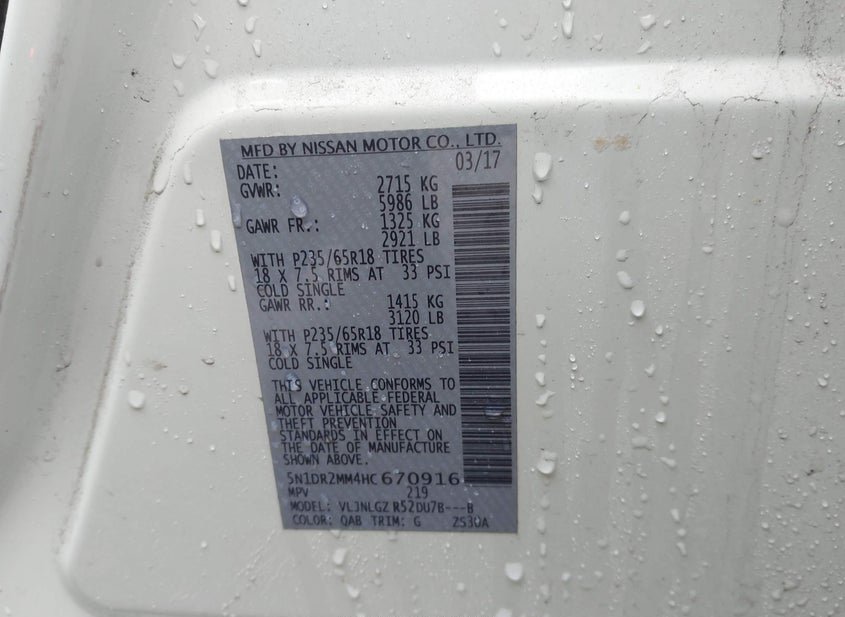 MFD BY NISSAN MOTOR CO., LTD.
DATE: 03/17
GVWR: 2715 KG
5986 LB
GAWR FR.: 1325 KG
2921 LB
WITH P235/65R18 TIRES
18 X 7.5 RIMS AT 33 PSI
COLD SINGLE
GAWR RR.: 1415 KG
3120 LB
WITH P235/65R18 TIRES
18 X 7.5 RIMS AT 33 PSI
COLD SINGLE
THIS VEHICLE CONFORMS TO
ALL APPLICABLE FEDERAL
MOTOR VEHICLE SAFETY AND
THEFT PREVENTION
STANDARDS IN EFFECT ON
THE DATE OF MANUFACTURE
SHOWN ABOVE.
5N1DR2MM4HC670916
MPV 219
MODEL: VLJNLGZ R52DU7B---B
COLOR: QAB TRIM: G ZS30A